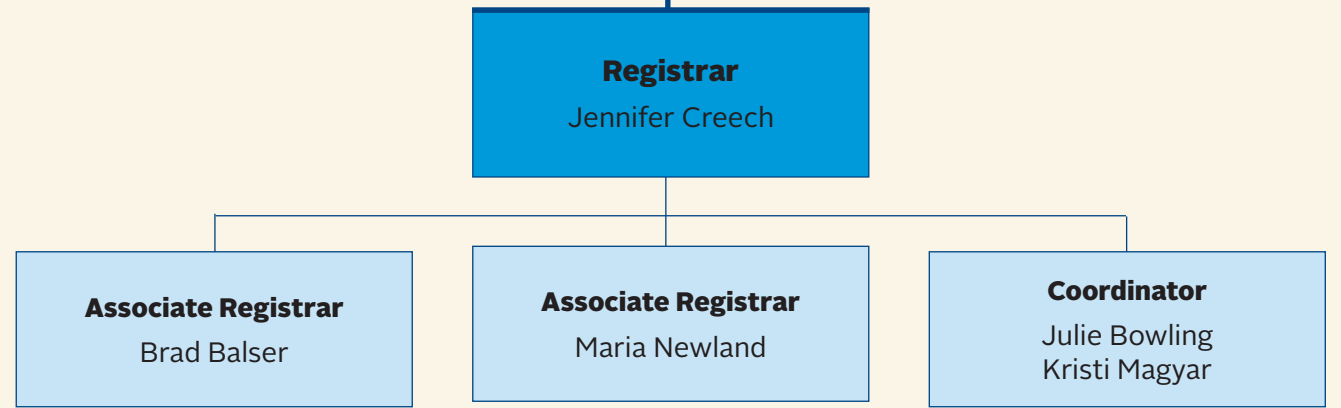 Registrar
Jennifer Creech
Associate Registrar
Brad Balser
Associate Registrar
Maria Newland
Coordinator
Julie Bowling
Kristi Magyar